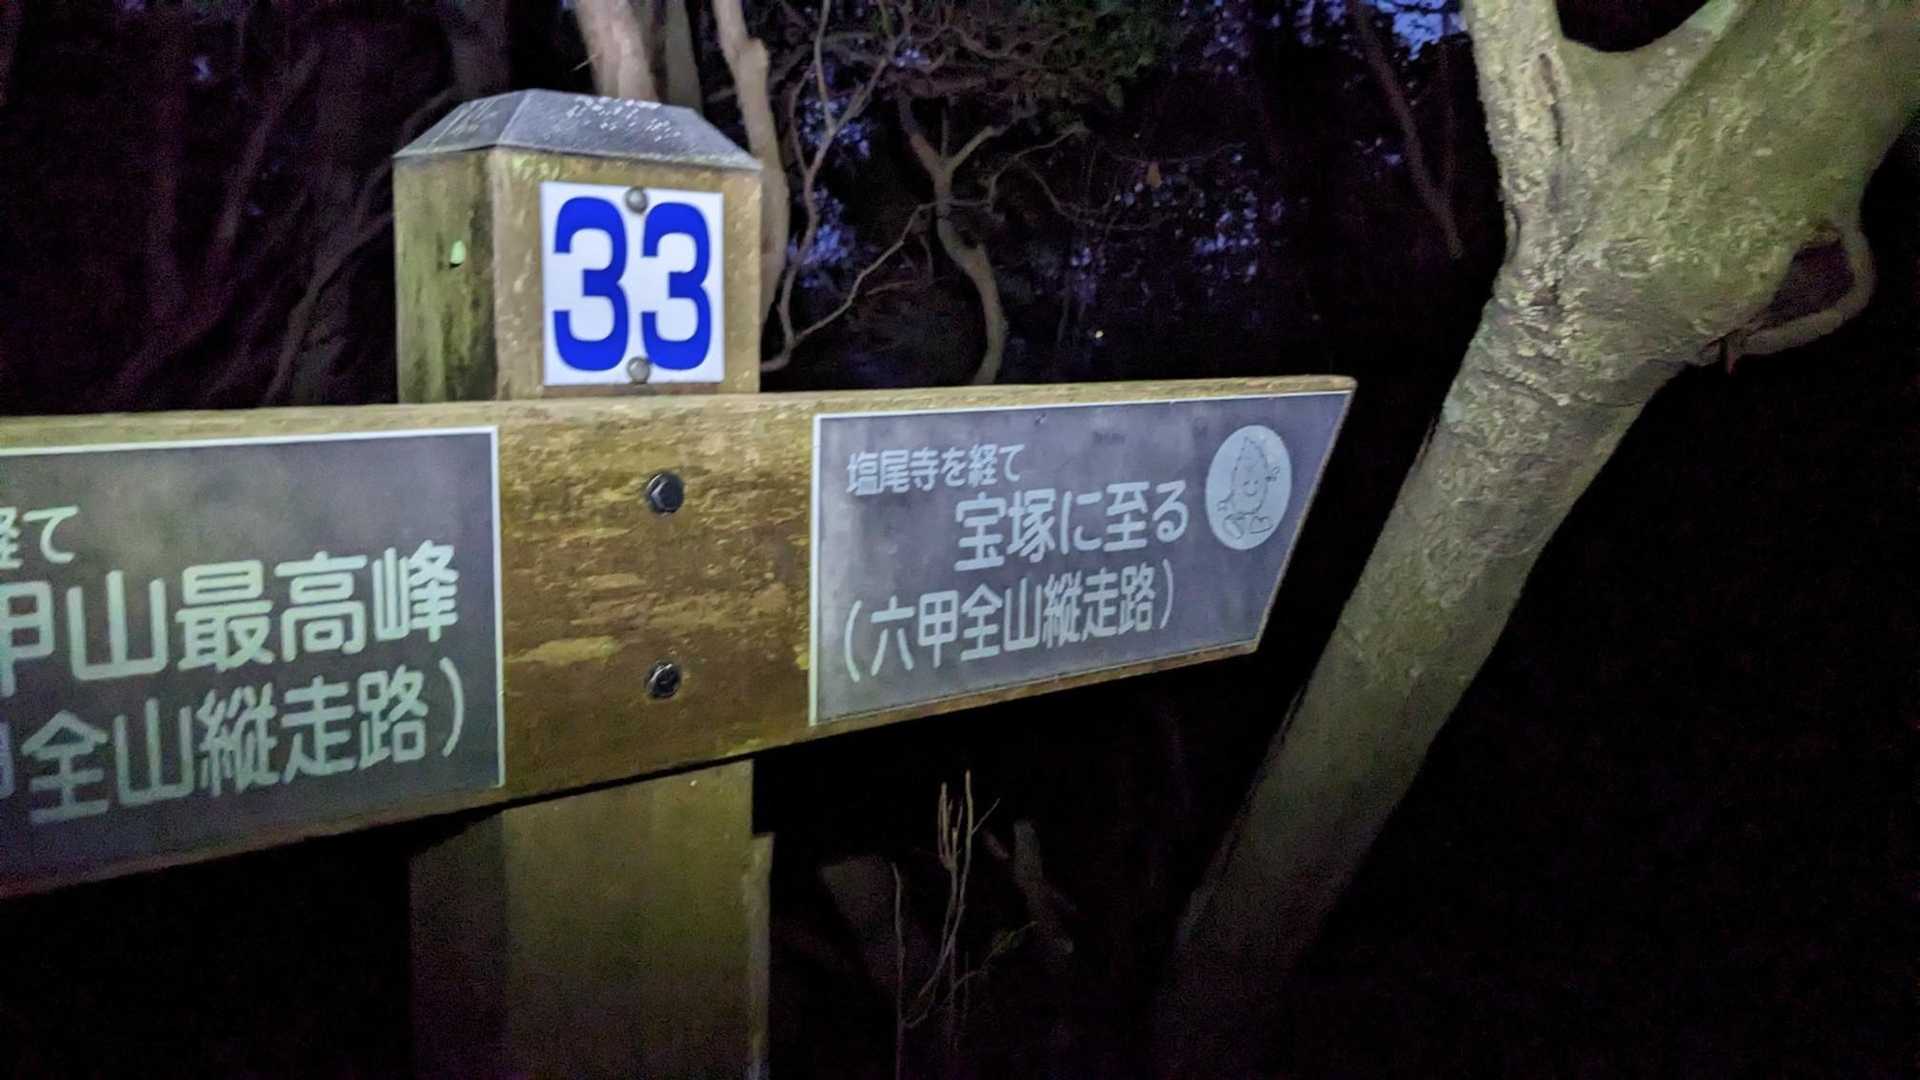 33
経て
甲山最高峰
甲全山縦走路)
塩尾寺を経て
宝塚に至る
(六甲全山縦走路)